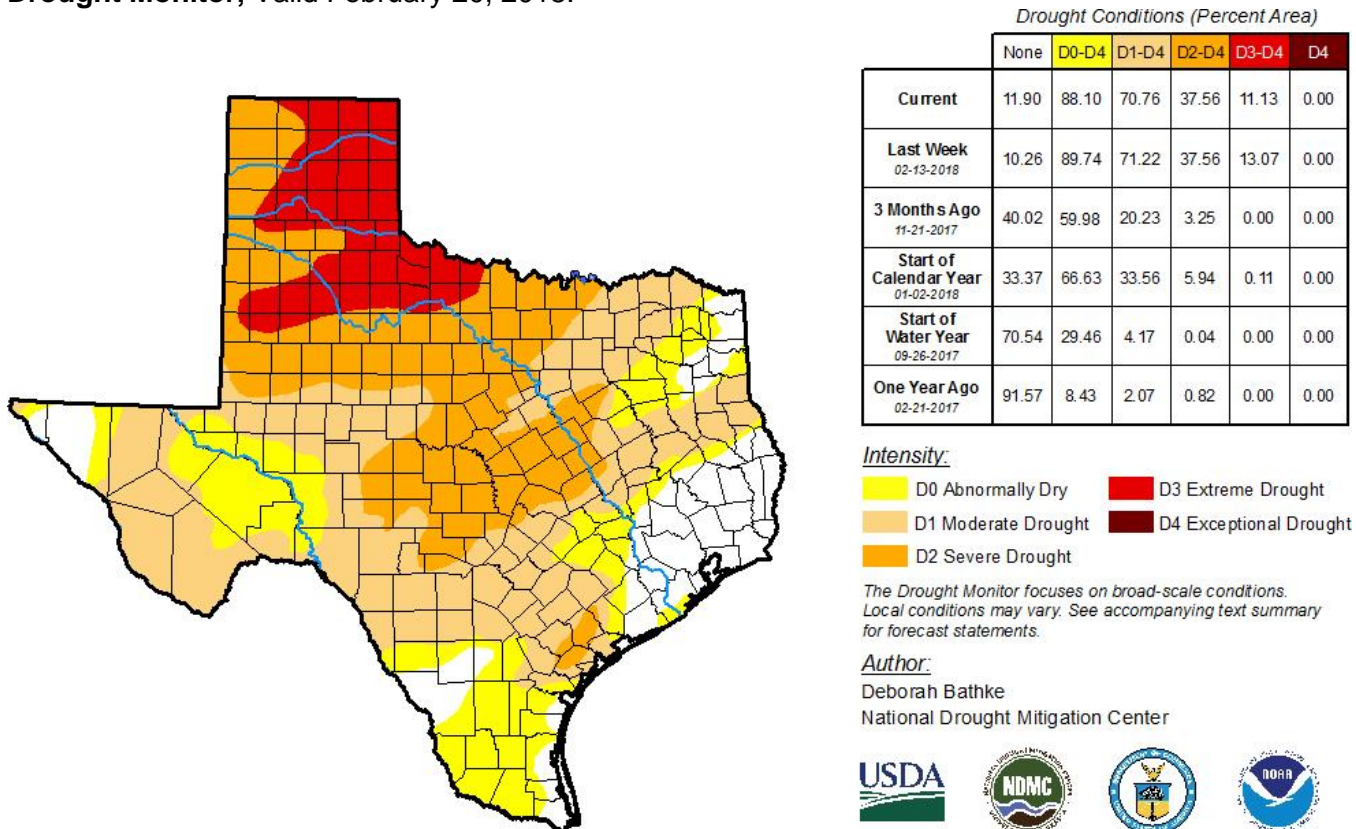 Drought Monitor, Valid February 20, 2018.
Drought Conditions (Percent Area)
None D0-D4 D1-D4 D2-D4 D3-D4 D4
Current 11.90 88.10 70.76 37.56 11.13 0.00
Last Week
02-13-2018
10.26 89.74 71.22 37.56 13.07 0.00
3 Months Ago
11-21-2017
40.02 59.98 20.23 3.25 0.00 0.00
Start of
Calendar Year
01-02-2018
33.37 66.63 33.56 5.94 0.11 0.00
Start of
Water Year
09-26-2017
70.54 29.46 4.17 0.04 0.00 0.00
One Year Ago
02-21-2017
91.57 8.43 2.07 0.82 0.00 0.00
Intensity:
D0 Abnormally Dry
D1 Moderate Drought
D2 Severe Drought
D3 Extreme Drought
D4 Exceptional Drought
The Drought Monitor focuses on broad-scale conditions.
Local conditions may vary. See accompanying text summary
for forecast statements.
Author:
Deborah Bathke
National Drought Mitigation Center
USDA
NDMC
NOAA